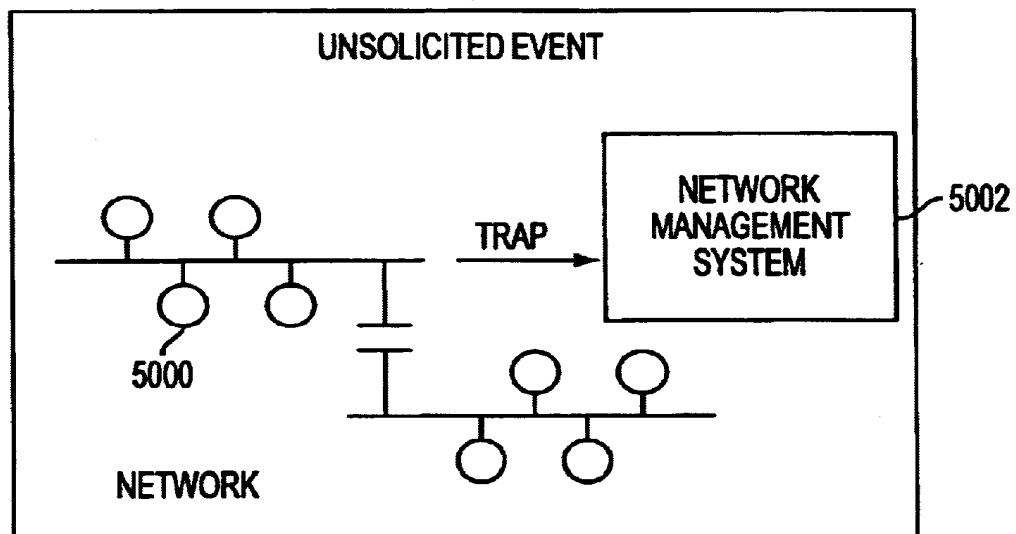 UNSOLICITED EVENT
NETWORK
MANAGEMENT
SYSTEM
5002
TRAP
5000
NETWORK